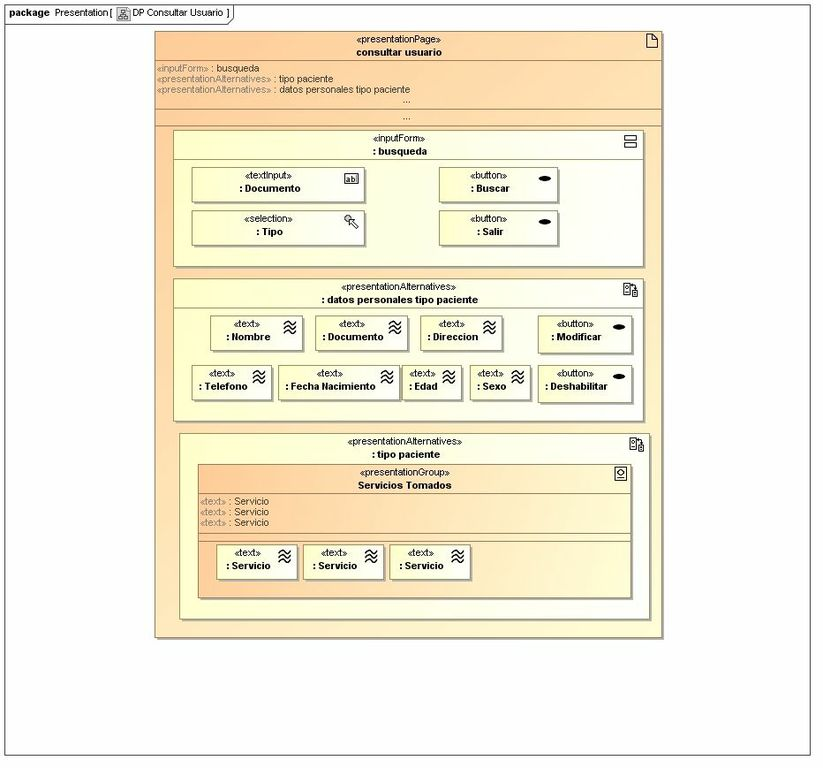 package Presentation [ DP Consultar Usuario ]
«presentationPage»
consultar usuario
«inputForm» : busqueda
«presentationAlternatives» : tipo paciente
«presentationAlternatives» : datos personales tipo paciente
...
...
«inputForm»
: busqueda
«textInput»
: Documento
ab|
«button»
: Buscar
«selection»
: Tipo
«button»
: Salir
«presentationAlternatives»
: datos personales tipo paciente
«text»
: Nombre
«text»
: Documento
«text»
: Direccion
«button»
: Modificar
«text»
: Telefono
«text»
: Fecha Nacimiento
«text»
: Edad
«text»
: Sexo
«button»
: Deshabilitar
«presentationAlternatives»
: tipo paciente
«presentationGroup»
Servicios Tomados
«text» : Servicio
«text» : Servicio
«text» : Servicio
«text»
: Servicio
«text»
: Servicio
«text»
: Servicio